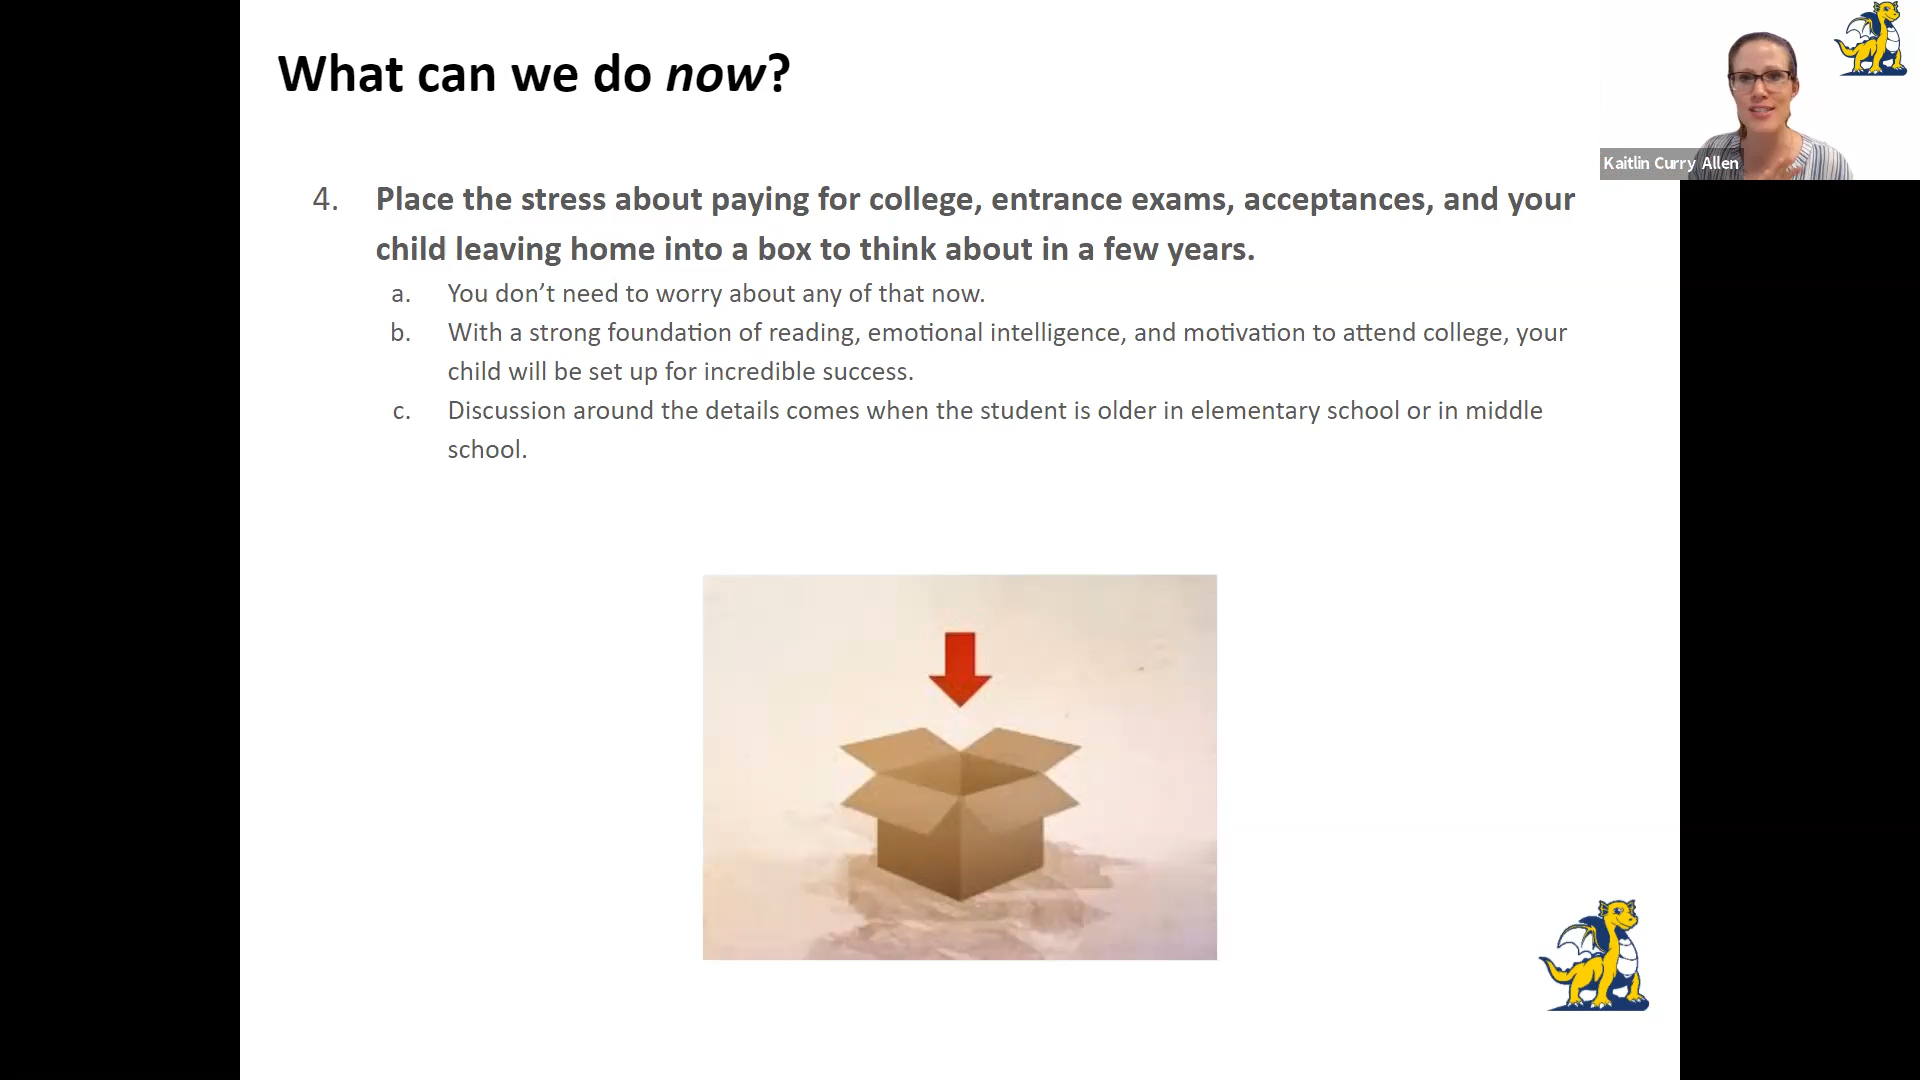 What can we do now?
Kaitlin Curry Allen
4. Place the stress about paying for college, entrance exams, acceptances, and your
child leaving home into a box to think about in a few years.
a. You don’t need to worry about any of that now.
b. With a strong foundation of reading, emotional intelligence, and motivation to attend college, your
child will be set up for incredible success.
c. Discussion around the details comes when the student is older in elementary school or in middle
school.